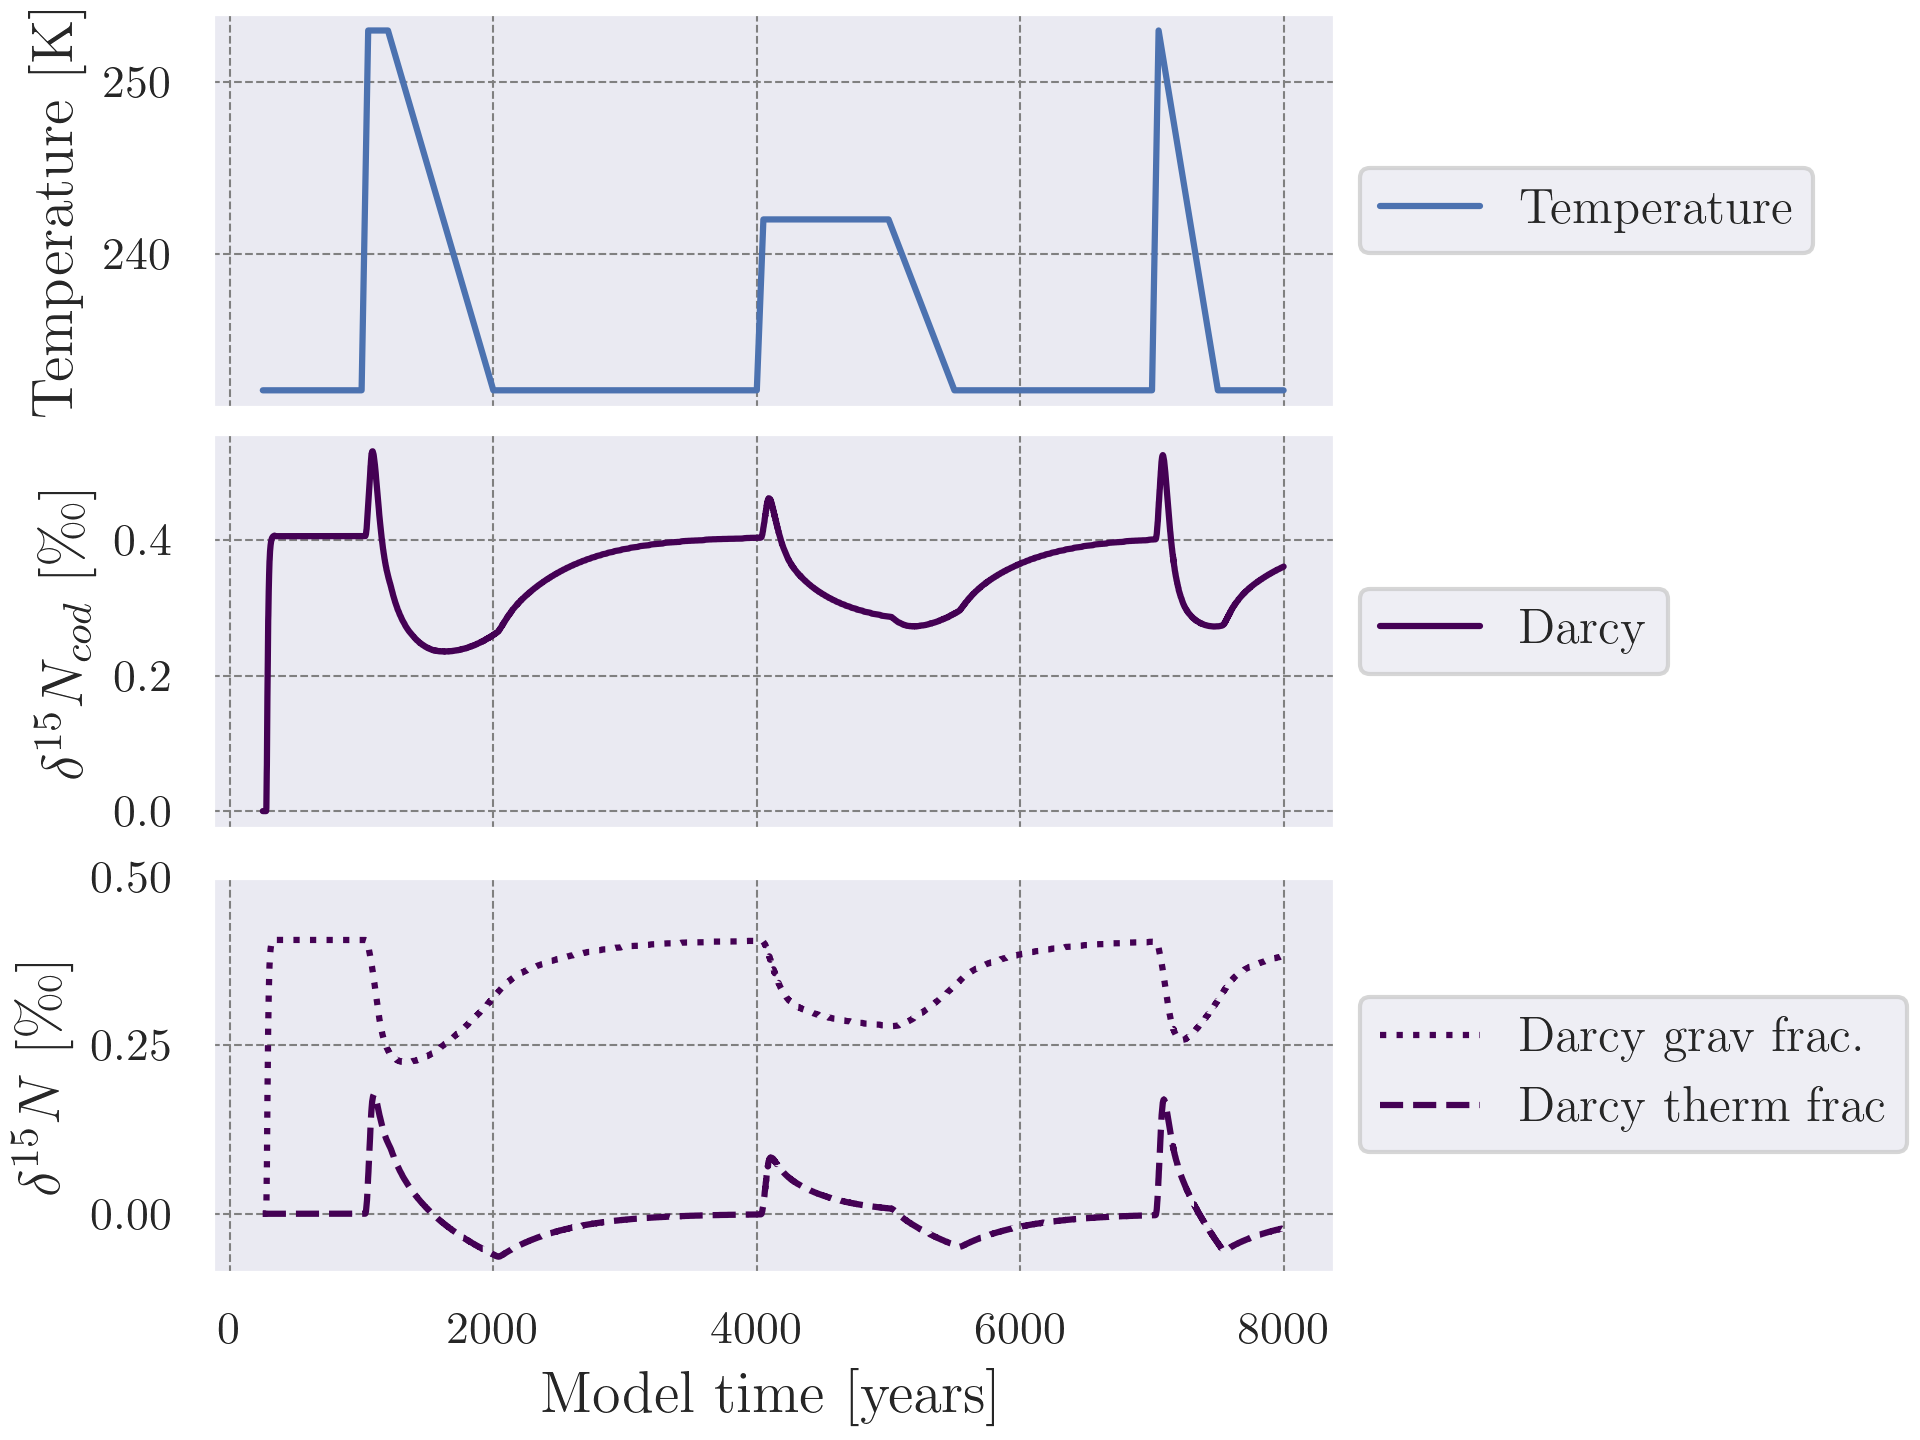 Temperature [K]
250
240
Temperature
δ¹⁵N_cod [‰]
0.4
0.2
0.0
Darcy
δ¹⁵N [‰]
0.50
0.25
0.00
Darcy grav frac.
Darcy therm frac
0 2000 4000 6000 8000
Model time [years]